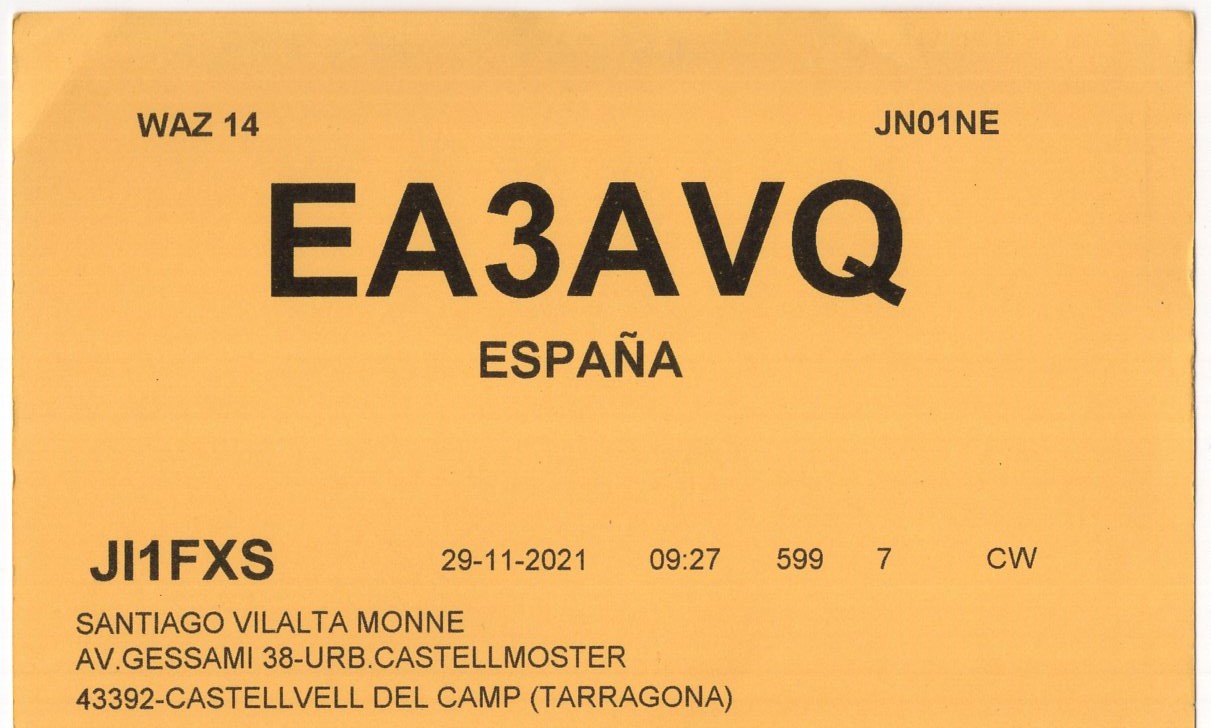 WAZ 14 JN01NE
EA3AVQ
ESPAÑA
JI1FXS 29-11-2021 09:27 599 7 CW
SANTIAGO VILALTA MONNE
AV.GESSAMI 38-URB.CASTELLMOSTER
43392-CASTELLVELL DEL CAMP (TARRAGONA)